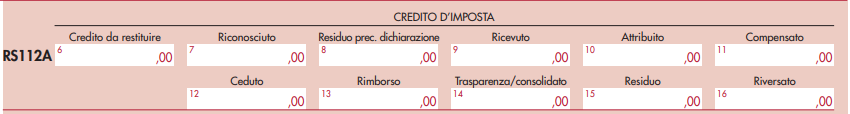 CREDITO D'IMPOSTA
Credito da restituire Riconosciuto Residuo prec. dichiarazione Ricevuto Attribuito Compensato
RS112A 6 ,00 7 ,00 8 ,00 9 ,00 10 ,00 11 ,00
Ceduto Rimborso Trasparenza/consolidato Residuo Riversato
12 ,00 13 ,00 14 ,00 15 ,00 16 ,00